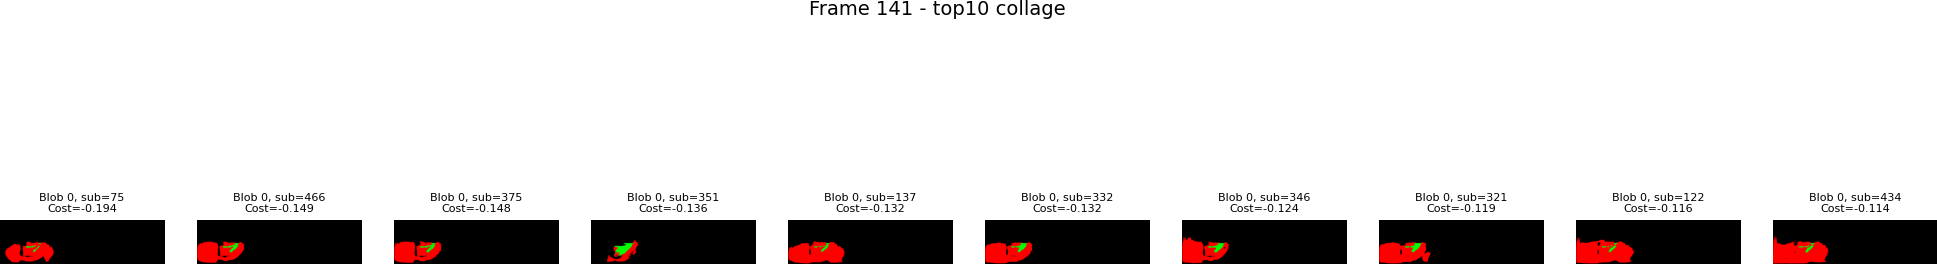 Frame 141 - top10 collage
Blob 0, sub=75
Cost=-0.194
Blob 0, sub=466
Cost=-0.149
Blob 0, sub=375
Cost=-0.148
Blob 0, sub=351
Cost=-0.136
Blob 0, sub=137
Cost=-0.132
Blob 0, sub=332
Cost=-0.132
Blob 0, sub=346
Cost=-0.124
Blob 0, sub=321
Cost=-0.119
Blob 0, sub=122
Cost=-0.116
Blob 0, sub=434
Cost=-0.114